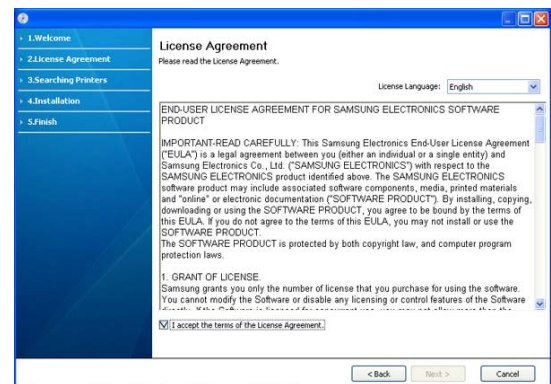 1.Welcome
2.License Agreement
3.Searching Printers
4.Installation
5.Finish
License Agreement
Please read the License Agreement.
License Language: English
END-USER LICENSE AGREEMENT FOR SAMSUNG ELECTRONICS SOFTWARE
PRODUCT
IMPORTANT-READ CAREFULLY: This Samsung Electronics End-User License Agreement
("EULA") is a legal agreement between you (either an individual or a single entity) and
Samsung Electronics Co., Ltd. ("SAMSUNG ELECTRONICS") with respect to the
SAMSUNG ELECTRONICS product identified above. The SAMSUNG ELECTRONICS
software product may include associated software components, media, printed materials
and "online" or electronic documentation ("SOFTWARE PRODUCT"). By installing, copying,
downloading or using the SOFTWARE PRODUCT, you agree to be bound by the terms of
this EULA. If you do not agree to the terms of this EULA, you may not install or use the
SOFTWARE PRODUCT.
The SOFTWARE PRODUCT is protected by both copyright law, and computer program
protection laws.
1. GRANT OF LICENSE.
Samsung grants you only the number of license that you purchase for using the software.
You cannot modify the Software or disable any licensing or control features of the Software
I accept the terms of the License Agreement.
< Back
Next >
Cancel